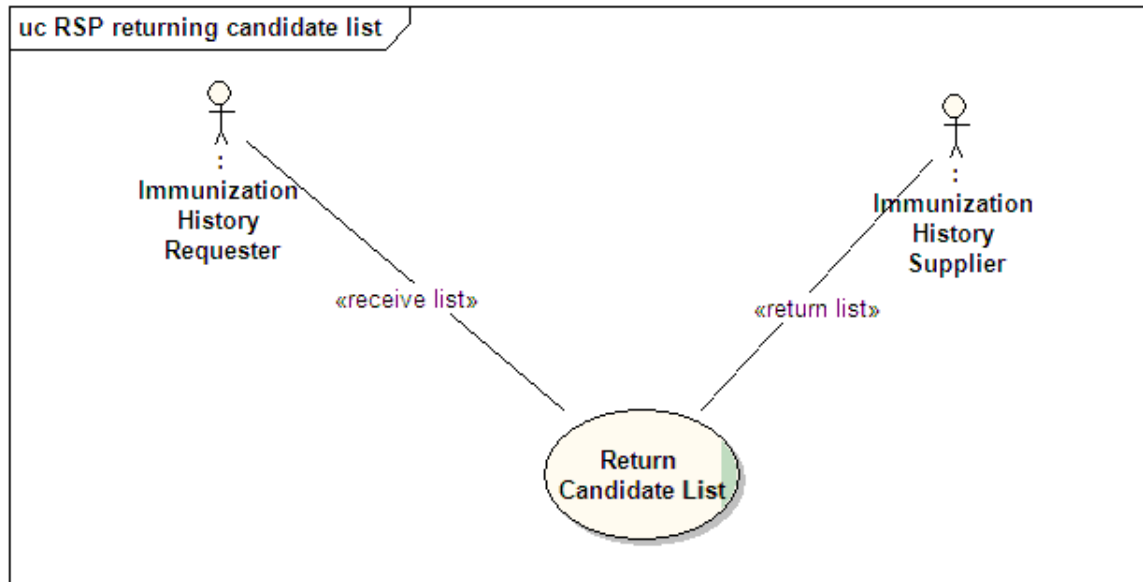 uc RSP returning candidate list
:
Immunization
History
Requester
:
Immunization
History
Supplier
«receive list»
«return list»
Return
Candidate List